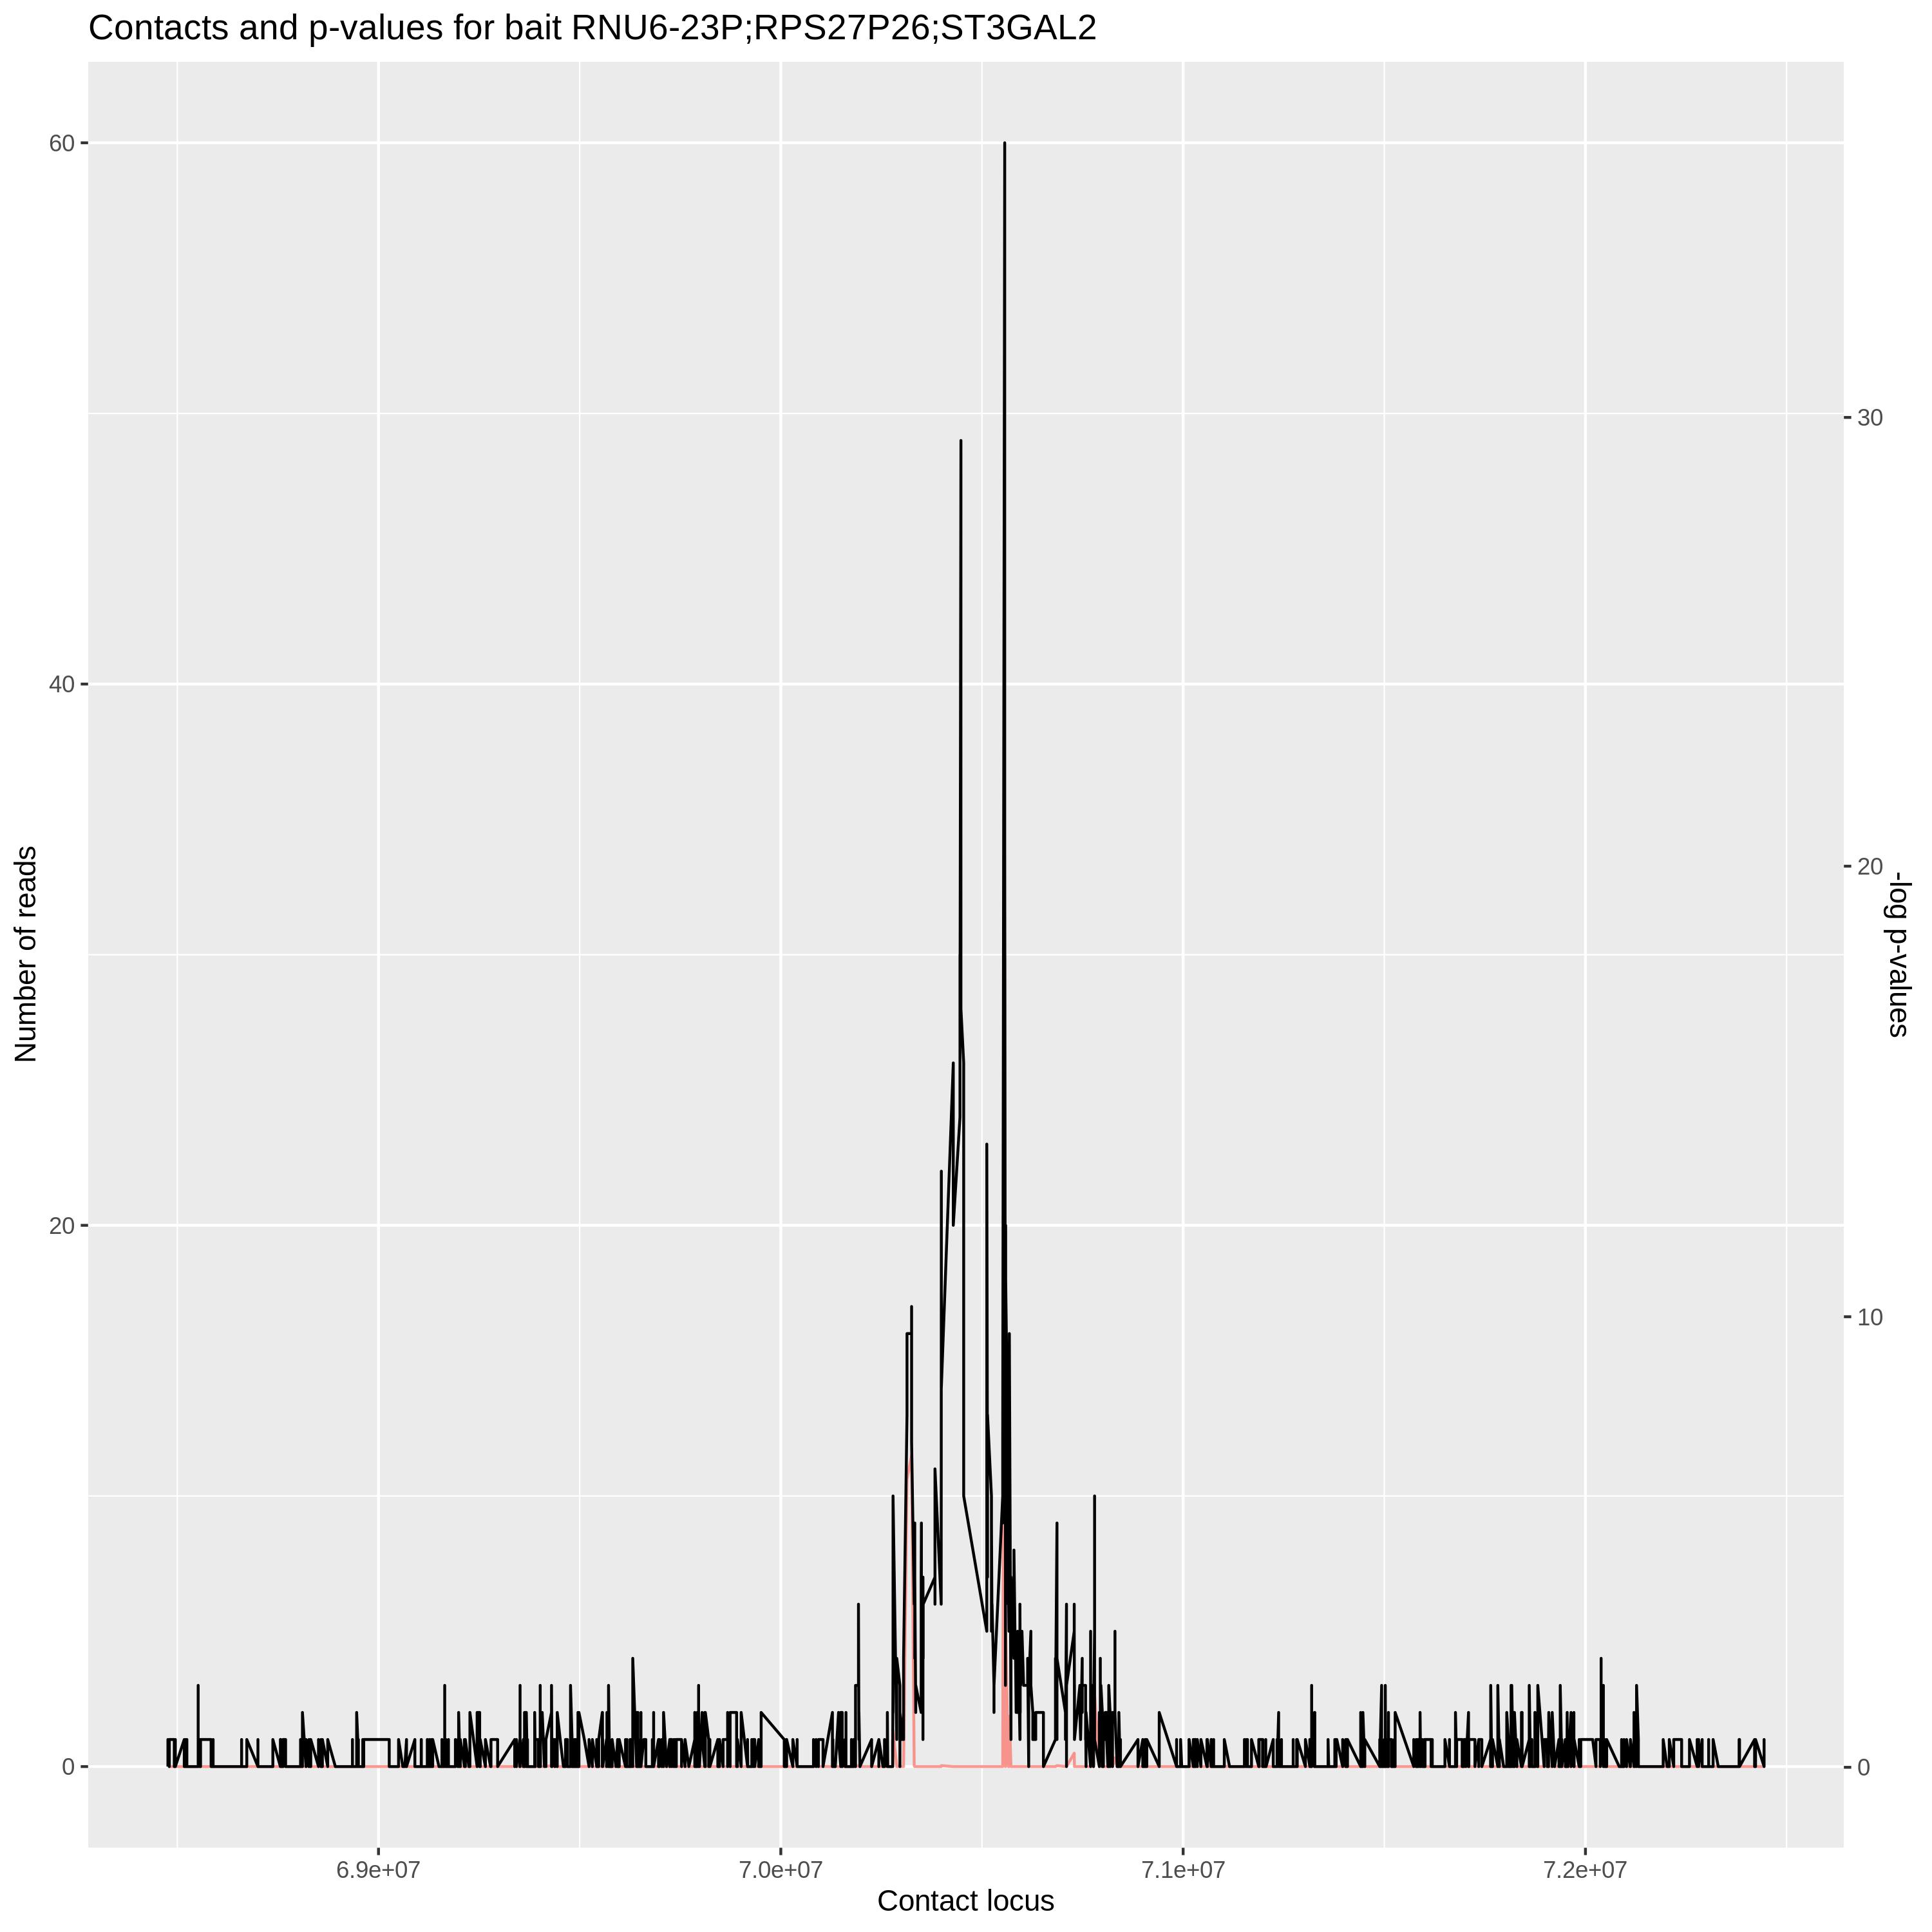 Contacts and p-values for bait RNU6-23P;RPS27P26;ST3GAL2
60
40
20
0
Number of reads
30
20
10
0
-log p-values
6.9e+07 7.0e+07 7.1e+07 7.2e+07
Contact locus